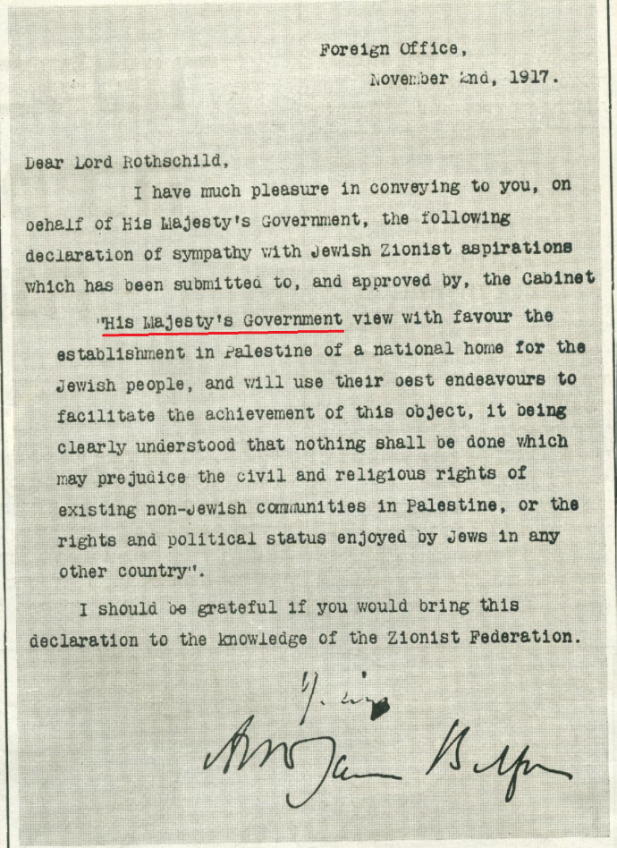 Foreign Office,
November 2nd, 1917.
Dear Lord Rothschild,
I have much pleasure in conveying to you, on
behalf of His Majesty's Government, the following
declaration of sympathy with Jewish Zionist aspirations
which has been submitted to, and approved by, the Cabinet
"His Majesty's Government view with favour the
establishment in Palestine of a national home for the
Jewish people, and will use their best endeavours to
facilitate the achievement of this object, it being
clearly understood that nothing shall be done which
may prejudice the civil and religious rights of
existing non-Jewish communities in Palestine, or the
rights and political status enjoyed by Jews in any
other country".
I should be grateful if you would bring this
declaration to the knowledge of the Zionist Federation.
Arthur James Balfour